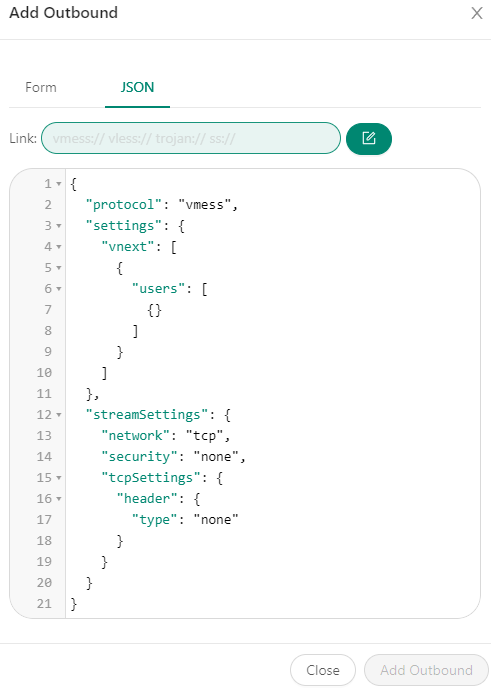 Add Outbound
Form JSON
Link: vmess:// vless:// trojan:// ss://
1 {
2 "protocol": "vmess",
3 "settings": {
4 "vnext": [
5 {
6 "users": [
7 {}
8 ]
9 }
10 ]
11 },
12 "streamSettings": {
13 "network": "tcp",
14 "security": "none",
15 "tcpSettings": {
16 "header": {
17 "type": "none"
18 }
19 }
20 }
21 }
Close Add Outbound